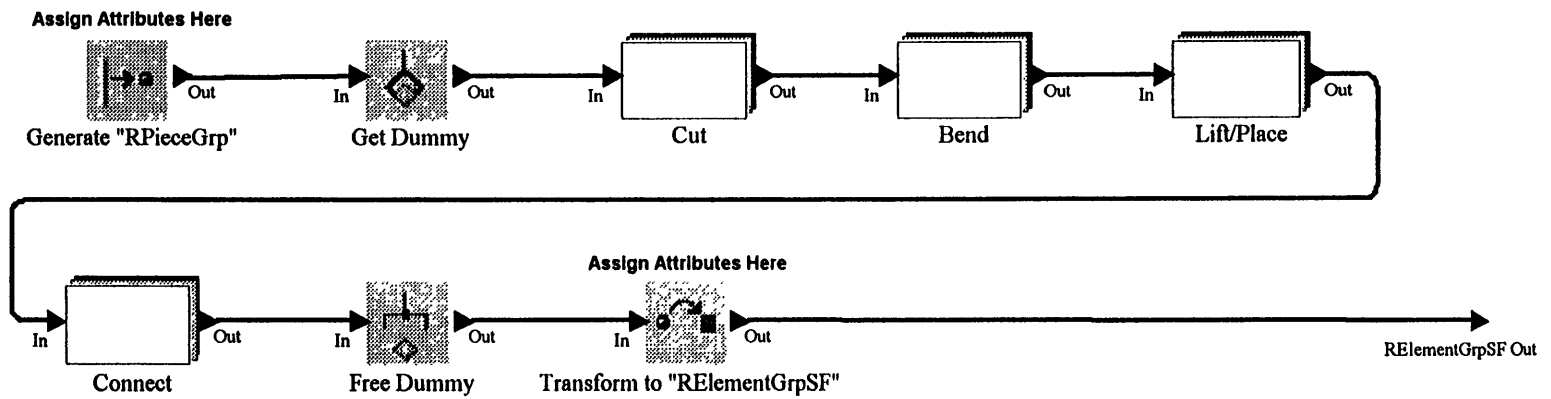 Assign Attributes Here
Out In Out In Out In Out In Out
Generate "RPieceGrp" Get Dummy Cut Bend Lift/Place
Assign Attributes Here
In Out In Out In Out RElementGrpSF Out
Connect Free Dummy Transform to "RElementGrpSF"